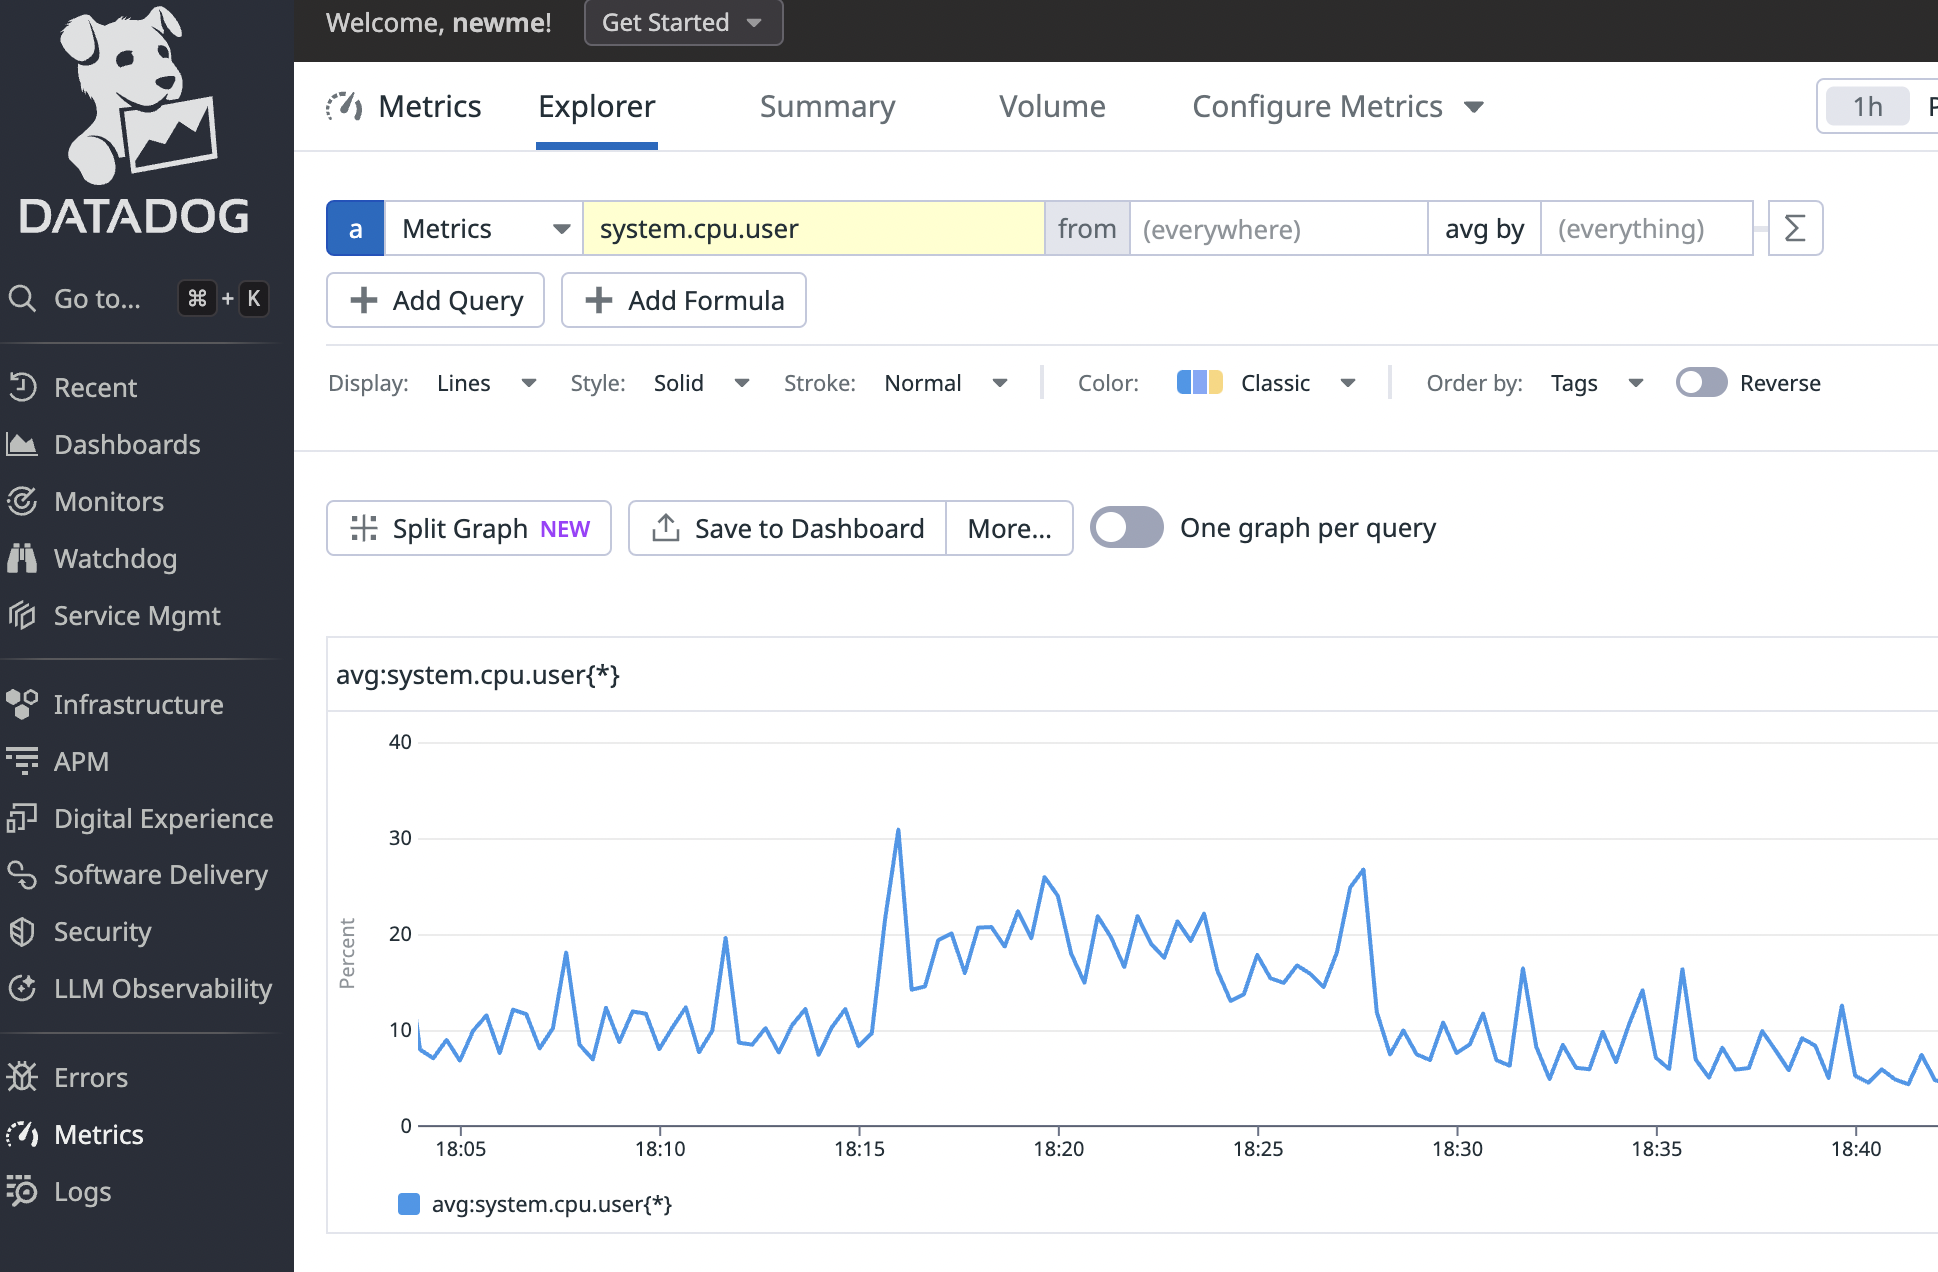 DATADOG
Go to...
⌘ + K
Recent
Dashboards
Monitors
Watchdog
Service Mgmt
Infrastructure
APM
Digital Experience
Software Delivery
Security
LLM Observability
Errors
Metrics
Logs
Welcome, newme!
Get Started
Metrics
Explorer
Summary
Volume
Configure Metrics
1h
a
Metrics
system.cpu.user
from
(everywhere)
avg by
(everything)
Σ
Add Query
Add Formula
Display: Lines
Style: Solid
Stroke: Normal
Color: Classic
Order by: Tags
Reverse
Split Graph NEW
Save to Dashboard
More...
One graph per query
avg:system.cpu.user{*}
Percent
40
30
20
10
0
18:05
18:10
18:15
18:20
18:25
18:30
18:35
18:40
avg:system.cpu.user{*}